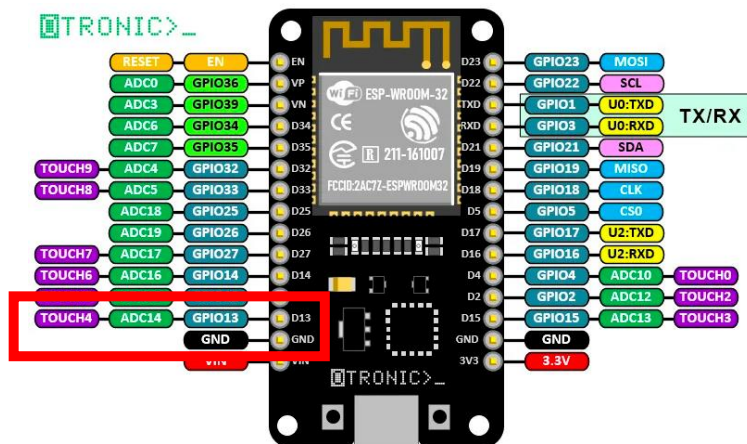 OTRONIC>_
RESET EN EN D23 GPIO23 MOSI
ADC0 GPIO36 VP D22 GPIO22 SCL
ADC3 GPIO39 VN TXD GPIO1 U0:TXD
TX/RX
ADC6 GPIO34 D34 RXD GPIO3 U0:RXD
ADC7 GPIO35 D35 D21 GPIO21 SDA
TOUCH9 ADC4 GPIO32 D32 D19 GPIO19 MISO
TOUCH8 ADC5 GPIO33 D33 D18 GPIO18 CLK
ADC18 GPIO25 D25 D5 GPIO5 CS0
ADC19 GPIO26 D26 D17 GPIO17 U2:TXD
TOUCH7 ADC17 GPIO27 D27 D16 GPIO16 U2:RXD
TOUCH6 ADC16 GPIO14 D14 D4 GPIO4 ADC10 TOUCH0
D2 GPIO2 ADC12 TOUCH2
TOUCH4 ADC14 GPIO13 D13 D15 GPIO15 ADC13 TOUCH3
GND GND GND GND
VIN VIN 3V3 3.3V
WiFi ESP-WROOM-32
CE
R 211-161007
FCCID:2AC7Z-ESPWROOM32
OTRONIC>_